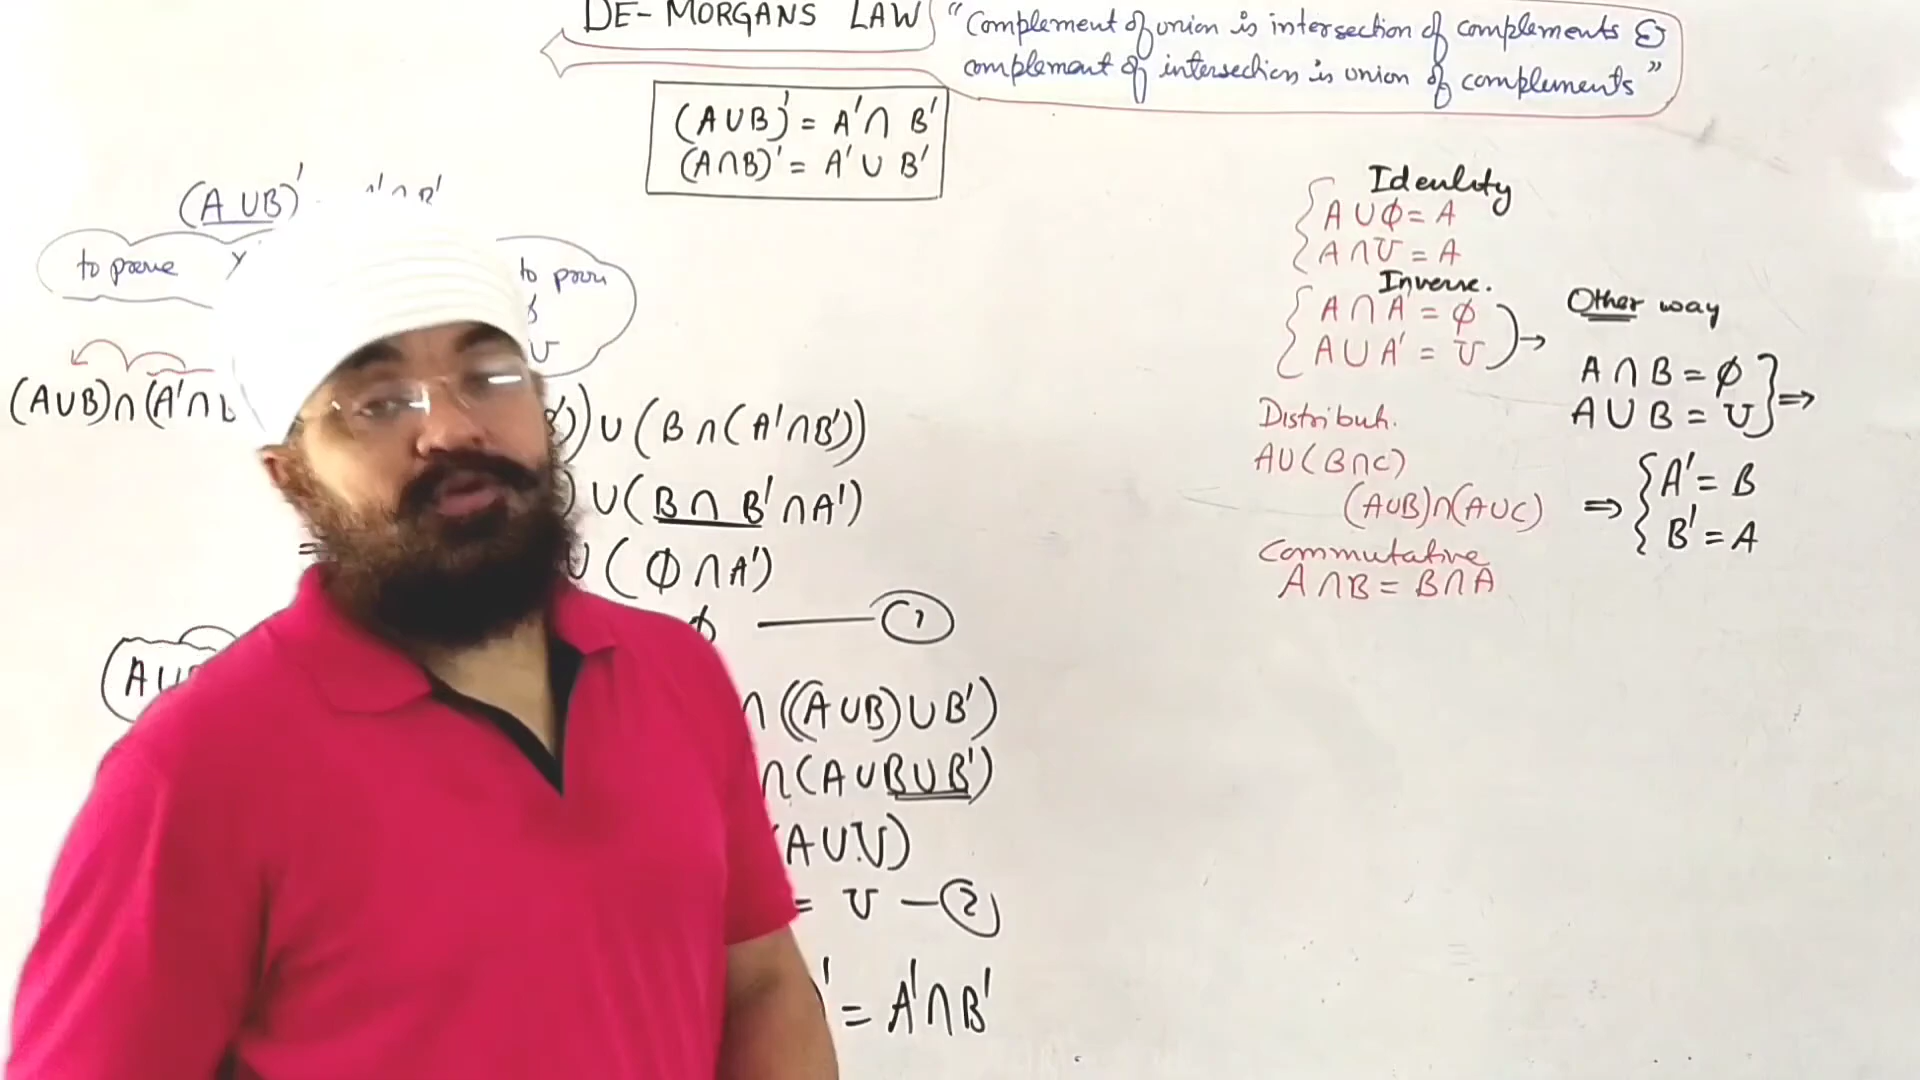 DE-MORGANS LAW
"Complement of union is intersection of complements &
complement of intersection is union of complements"
(A∪B)' = A'∩ B'
(A∩B)' = A' ∪ B'
(A ∪B)'
to prove
to prove
∪
(A∪B)∩(A'∩
)∪(B∩(A'∩B'))
)∪(B∩ B'∩A')
=
∪(ϕ∩A')
ϕ — 1
A∪
∩((A∪B)∪B')
∩(A∪B∪B')
(A∪U)
= U — 2
' = A'∩B'
Identity
A∪ϕ= A
A∩U = A
Inverse.
A∩A' = ϕ
A∪A' = U
→
Distribut.
A∪(B∩C)
(A∪B)∩(A∪C)
Commutative
A∩B = B∩A
Other way
A∩B = ϕ
A∪B = U
⇒
⇒ A' = B
B' = A